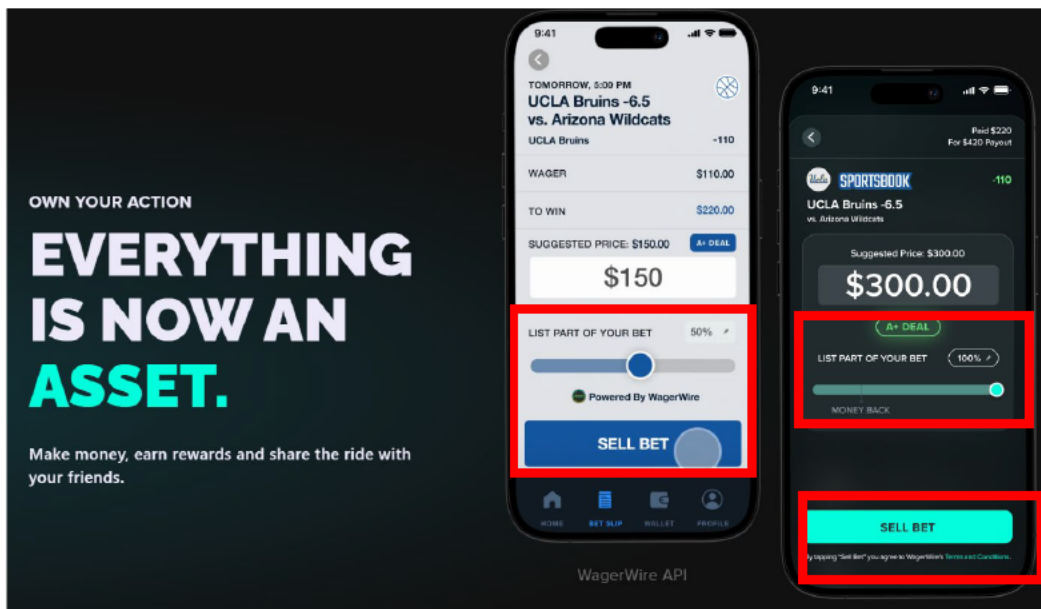 OWN YOUR ACTION
EVERYTHING
IS NOW AN
ASSET.
Make money, earn rewards and share the ride with
your friends.
9:41
TOMORROW, 5:00 PM
UCLA Bruins -6.5
vs. Arizona Wildcats
UCLA Bruins -110
WAGER $110.00
TO WIN $220.00
SUGGESTED PRICE: $150.00 A+ DEAL
$150
LIST PART OF YOUR BET 50%
Powered By WagerWire
SELL BET
HOME BET SLIP WALLET PROFILE
WagerWire API
9:41
Paid $220
For $420 Payout
Ucla SPORTSBOOK -110
UCLA Bruins -6.5
vs. Arizona Wildcats
Suggested Price: $300.00
$300.00
A+ DEAL
LIST PART OF YOUR BET 100%
MONEY BACK
SELL BET
By tapping "Sell Bet" you agree to WagerWire's Terms and Conditions.